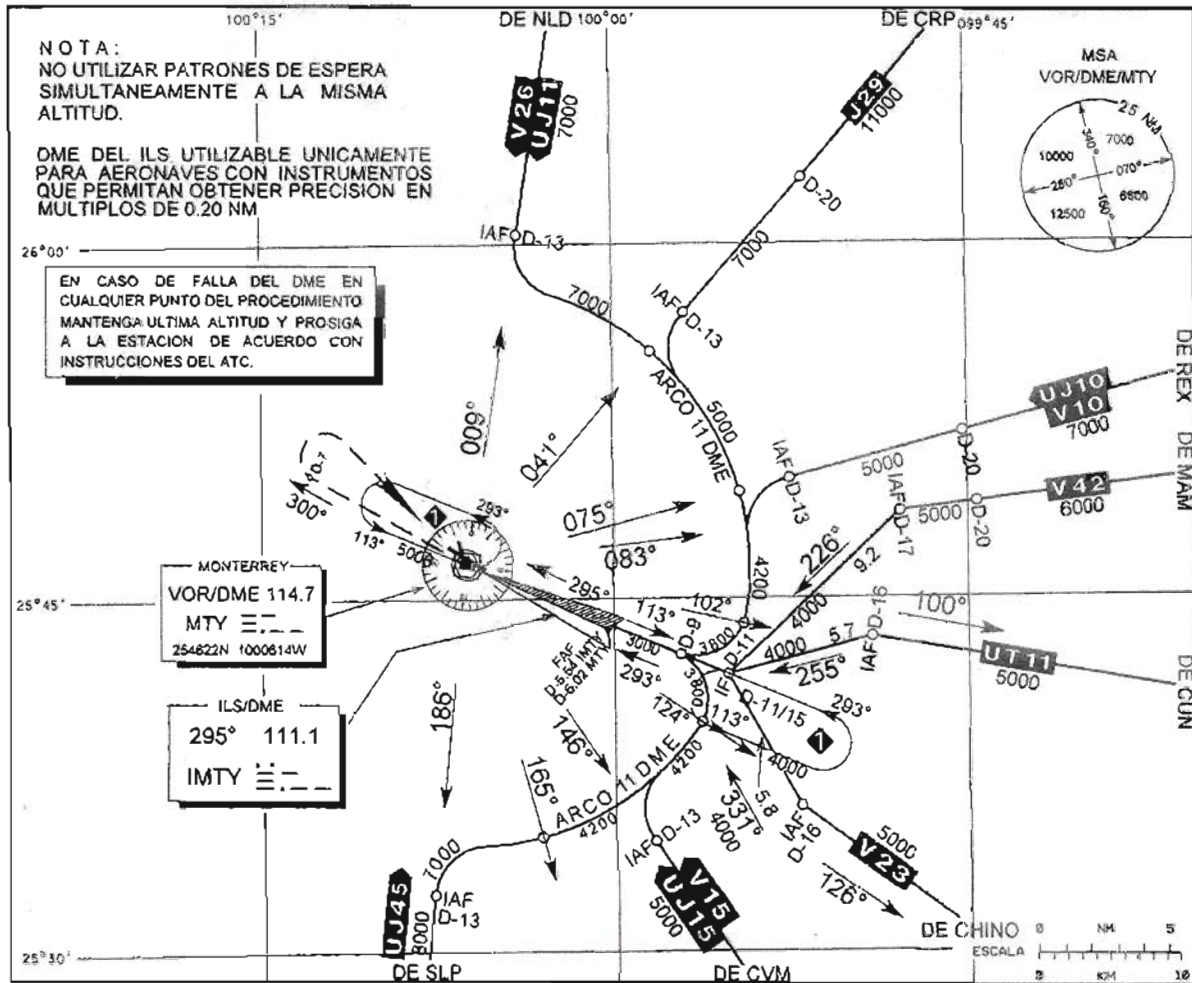 100°15'
DE NLD
100°00'
DE CRP
099°45'
NOTA:
NO UTILIZAR PATRONES DE ESPERA
SIMULTANEAMENTE A LA MISMA
ALTITUD.
OME DEL ILS UTILIZABLE UNICAMENTE
PARA AERONAVES CON INSTRUMENTOS
QUE PERMITAN OBTENER PRECISION EN
MULTIPLOS DE 0.20 NM
V26
UJ11
7000
J29
11000
MSA
VOR/DME/MTY
25 NM
340°
7000
10000
070°
260°
6800
12500
160°
D-20
7000
IAF
D-13
26°00'
EN CASO DE FALLA DEL DME EN
CUALQUIER PUNTO DEL PROCEDIMIENTO
MANTENGA ULTIMA ALTITUD Y PROSIGA
A LA ESTACION DE ACUERDO CON
INSTRUCCIONES DEL ATC.
7000
IAF
D-13
DE REX
009°
041°
ARCO 11 DME
5000
UJ10
V10
7000
D-20
5000
IAF
D-13
DE MAM
V42
6000
D-20
5000
IAF
D-17
D-7
300°
293°
1
113°
5000
075°
083°
226°
9.2
4000
4200
MONTERREY
VOR/DME 114.7
MTY
254622N 1000614W
25°45'
295°
113°
102°
D-9
3800
3000
FAF
D-5.64 IMTY
D-6.02 MTY
293°
IF
D-11
4000
5.7
255°
IAF
D-16
100°
UT11
5000
DE CUN
ILS/DME
295° 111.1
IMTY
186°
146°
165°
3800
124°
113°
D-11/15
293°
1
4000
ARCO 11 DME
4200
4200
5.8
331°
4000
IAF
D-16
5000
V23
126°
7000
IAF
D-13
UJ45
8000
IAF
D-13
V15
UJ15
5000
25°30'
DE SLP
DE CVM
DE CHINO
ESCALA
0 NM 5
0 KM 10